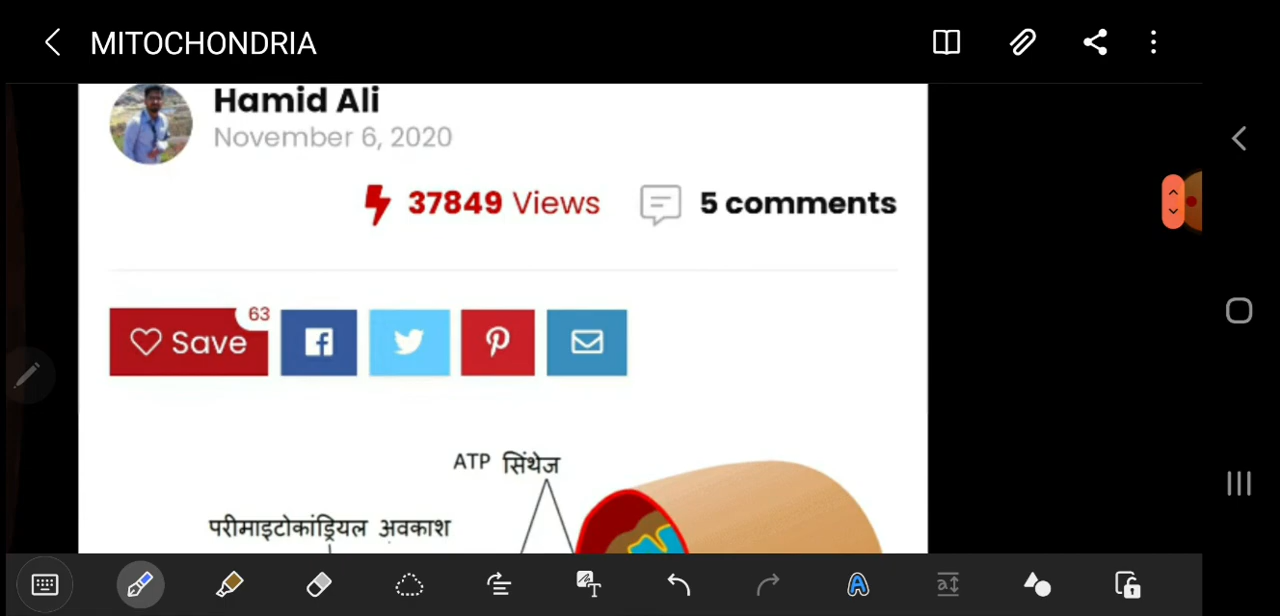 MITOCHONDRIA
Hamid Ali
November 6, 2020
37849 Views 5 comments
63
Save
ATP सिंथेज
परीमाइटोकांड्रियल अवकाश